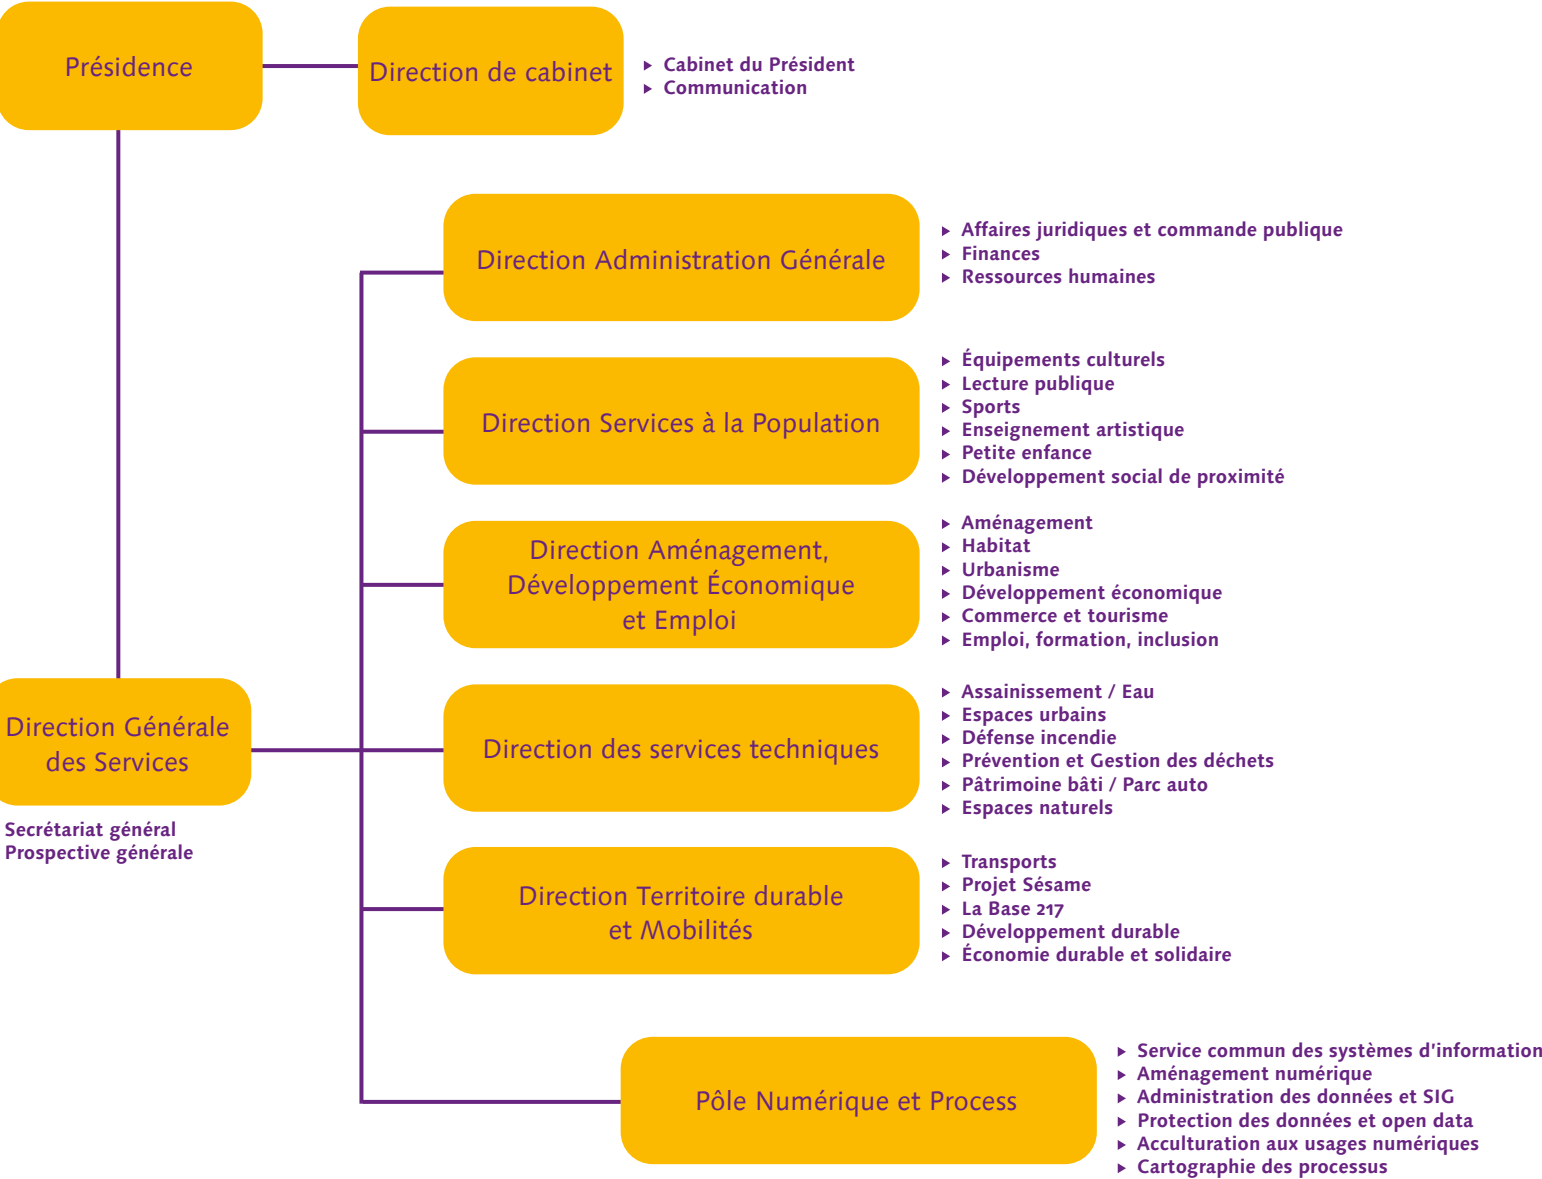 Présidence
Direction de cabinet
▸ Cabinet du Président
▸ Communication
Direction Administration Générale
▸ Affaires juridiques et commande publique
▸ Finances
▸ Ressources humaines
Direction Services à la Population
▸ Équipements culturels
▸ Lecture publique
▸ Sports
▸ Enseignement artistique
▸ Petite enfance
▸ Développement social de proximité
Direction Aménagement,
Développement Économique
et Emploi
▸ Aménagement
▸ Habitat
▸ Urbanisme
▸ Développement économique
▸ Commerce et tourisme
▸ Emploi, formation, inclusion
Direction Générale
des Services
Secrétariat général
Prospective générale
Direction des services techniques
▸ Assainissement / Eau
▸ Espaces urbains
▸ Défense incendie
▸ Prévention et Gestion des déchets
▸ Pâtrimoine bâti / Parc auto
▸ Espaces naturels
Direction Territoire durable
et Mobilités
▸ Transports
▸ Projet Sésame
▸ La Base 217
▸ Développement durable
▸ Économie durable et solidaire
Pôle Numérique et Process
▸ Service commun des systèmes d'information
▸ Aménagement numérique
▸ Administration des données et SIG
▸ Protection des données et open data
▸ Acculturation aux usages numériques
▸ Cartographie des processus